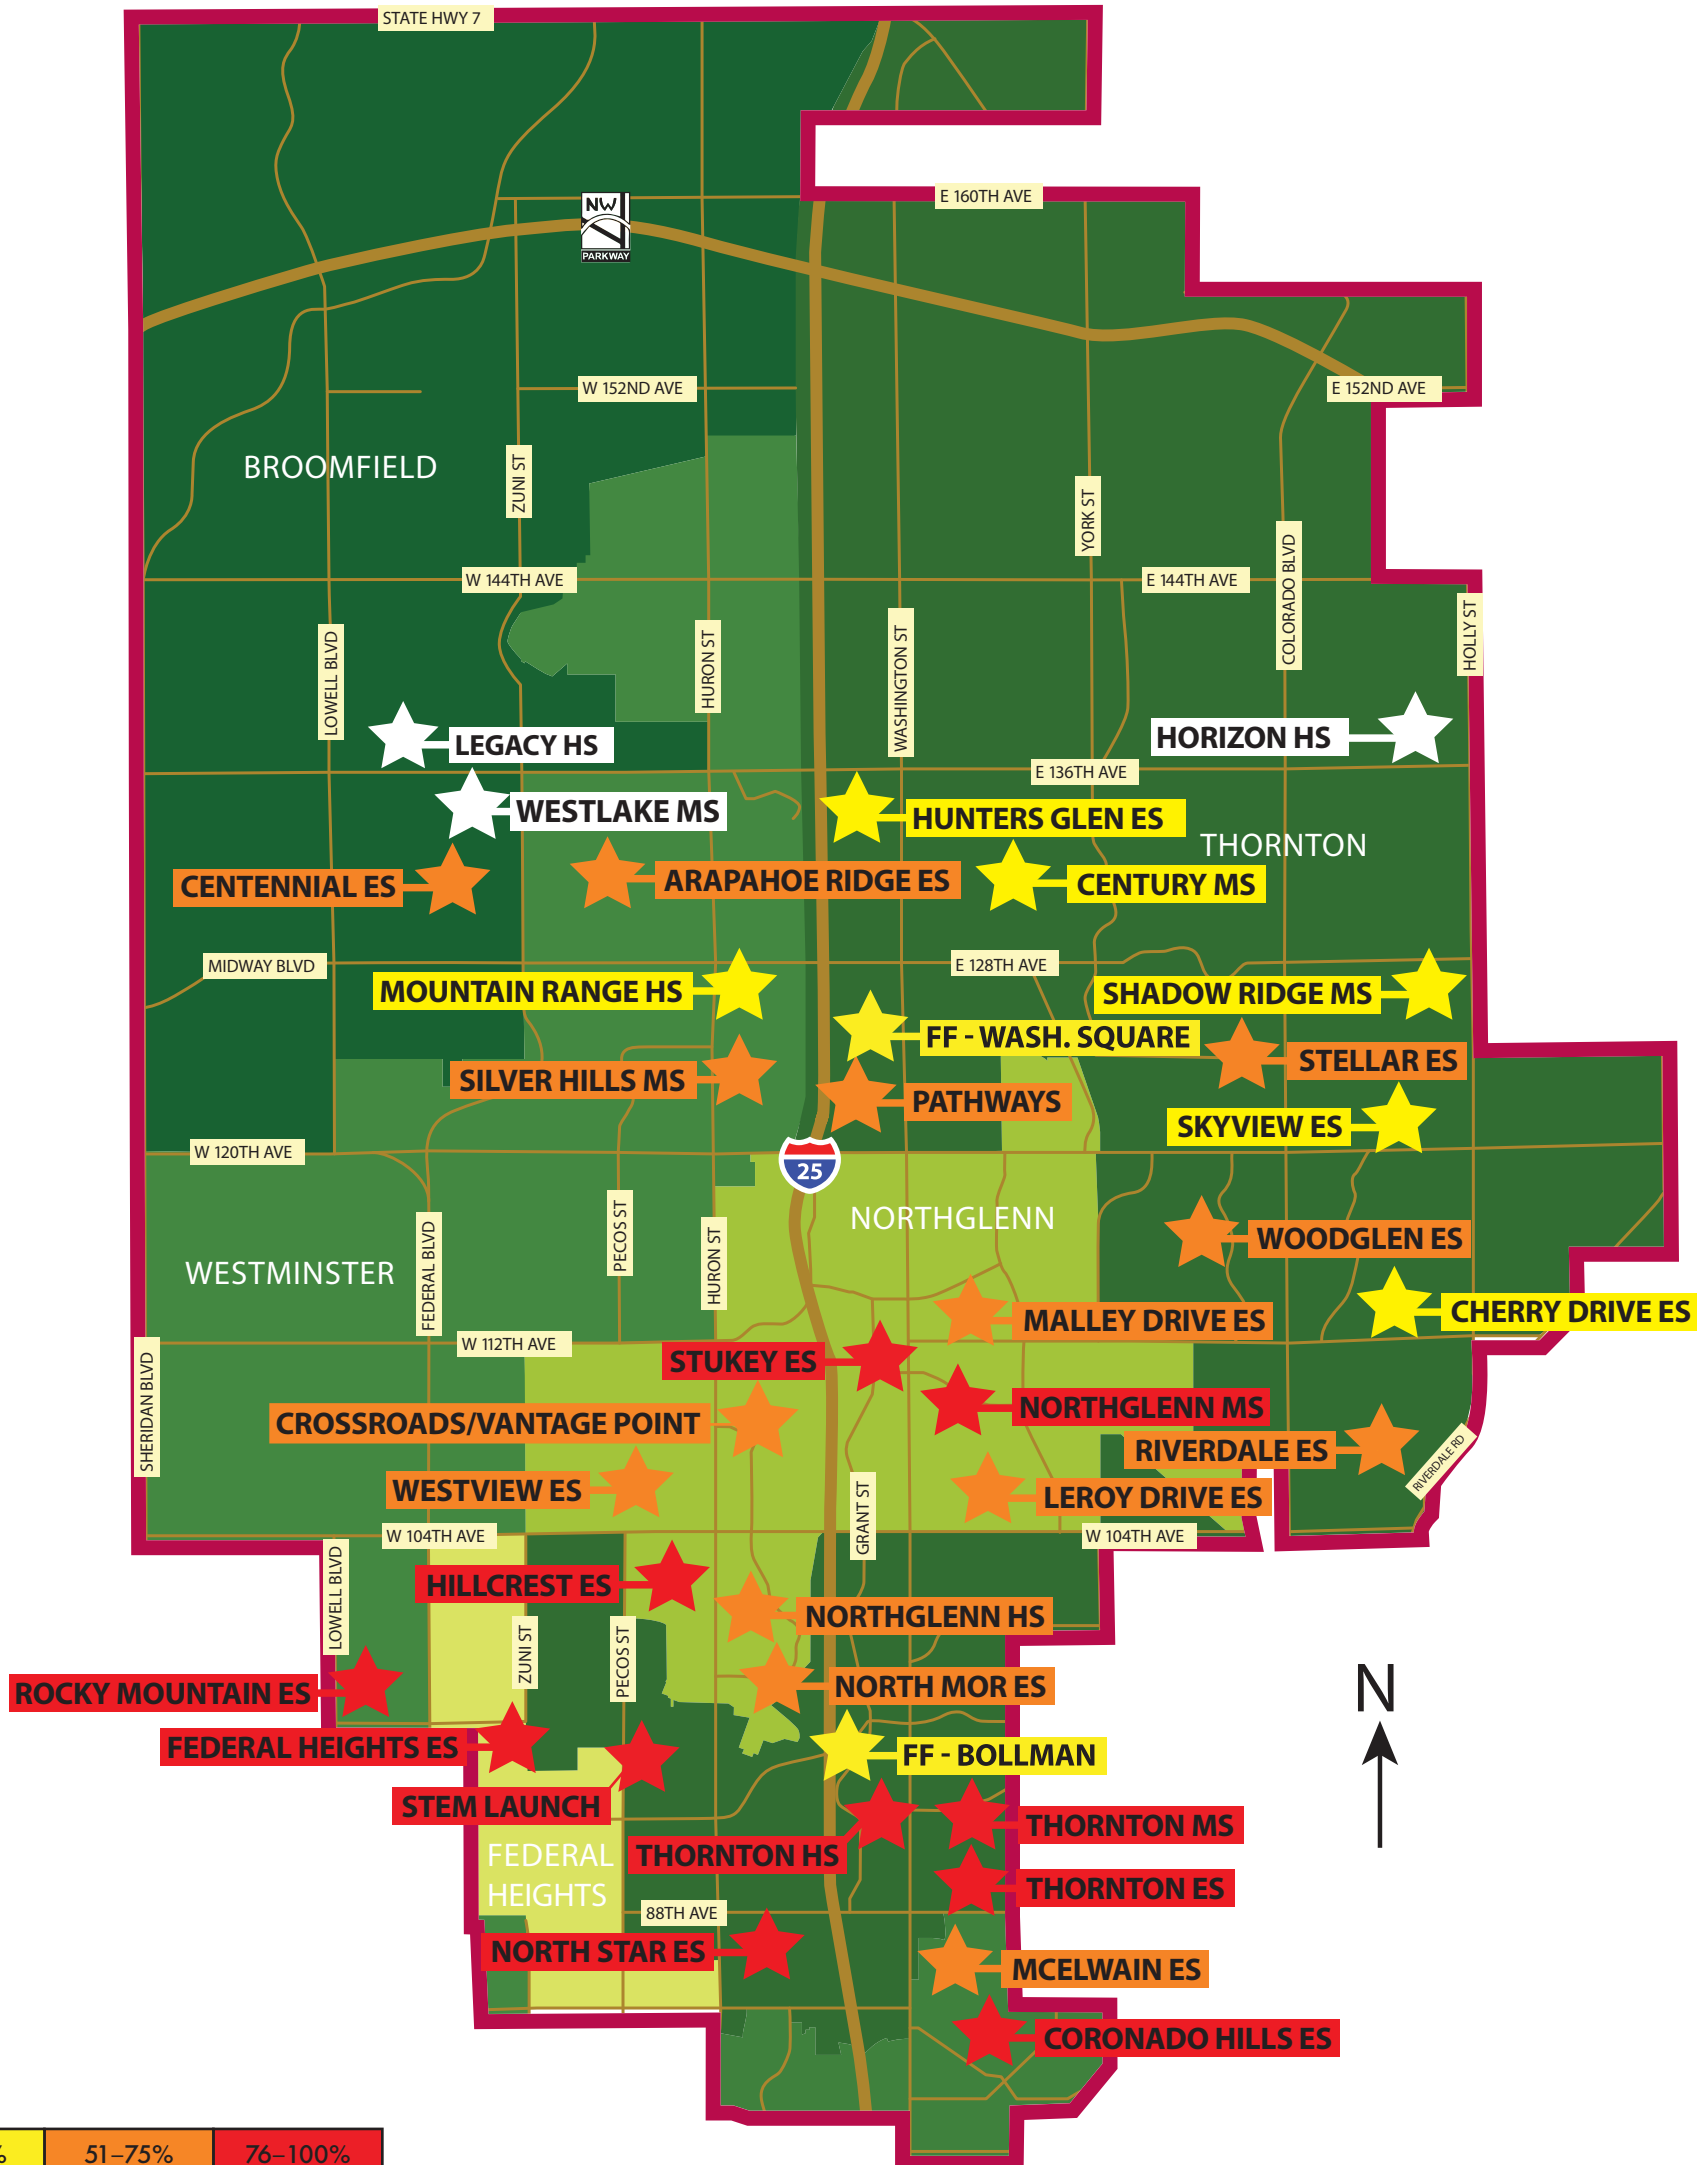 STATE HWY 7
E 160TH AVE
NW
PARKWAY
W 152ND AVE
E 152ND AVE
BROOMFIELD
ZUNI ST
YORK ST
W 144TH AVE
E 144TH AVE
COLORADO BLVD
HOLLY ST
LOWELL BLVD
HURON ST
WASHINGTON ST
LEGACY HS
HORIZON HS
E 136TH AVE
WESTLAKE MS
HUNTERS GLEN ES
THORNTON
CENTENNIAL ES
ARAPAHOE RIDGE ES
CENTURY MS
MIDWAY BLVD
E 128TH AVE
MOUNTAIN RANGE HS
SHADOW RIDGE MS
FF - WASH. SQUARE
STELLAR ES
SILVER HILLS MS
PATHWAYS
SKYVIEW ES
W 120TH AVE
25
PECOS ST
NORTHGLENN
WOODGLEN ES
FEDERAL BLVD
HURON ST
WESTMINSTER
CHERRY DRIVE ES
MALLEY DRIVE ES
W 112TH AVE
STUKEY ES
SHERIDAN BLVD
NORTHGLENN MS
CROSSROADS/VANTAGE POINT
RIVERDALE ES
RIVERDALE RD
WESTVIEW ES
LEROY DRIVE ES
GRANT ST
W 104TH AVE
W 104TH AVE
LOWELL BLVD
HILLCREST ES
NORTHGLENN HS
ZUNI ST
PECOS ST
ROCKY MOUNTAIN ES
NORTH MOR ES
N
FEDERAL HEIGHTS ES
FF - BOLLMAN
STEM LAUNCH
THORNTON MS
FEDERAL
HEIGHTS
THORNTON HS
THORNTON ES
88TH AVE
NORTH STAR ES
MCELWAIN ES
CORONADO HILLS ES
% 51–75% 76–100%